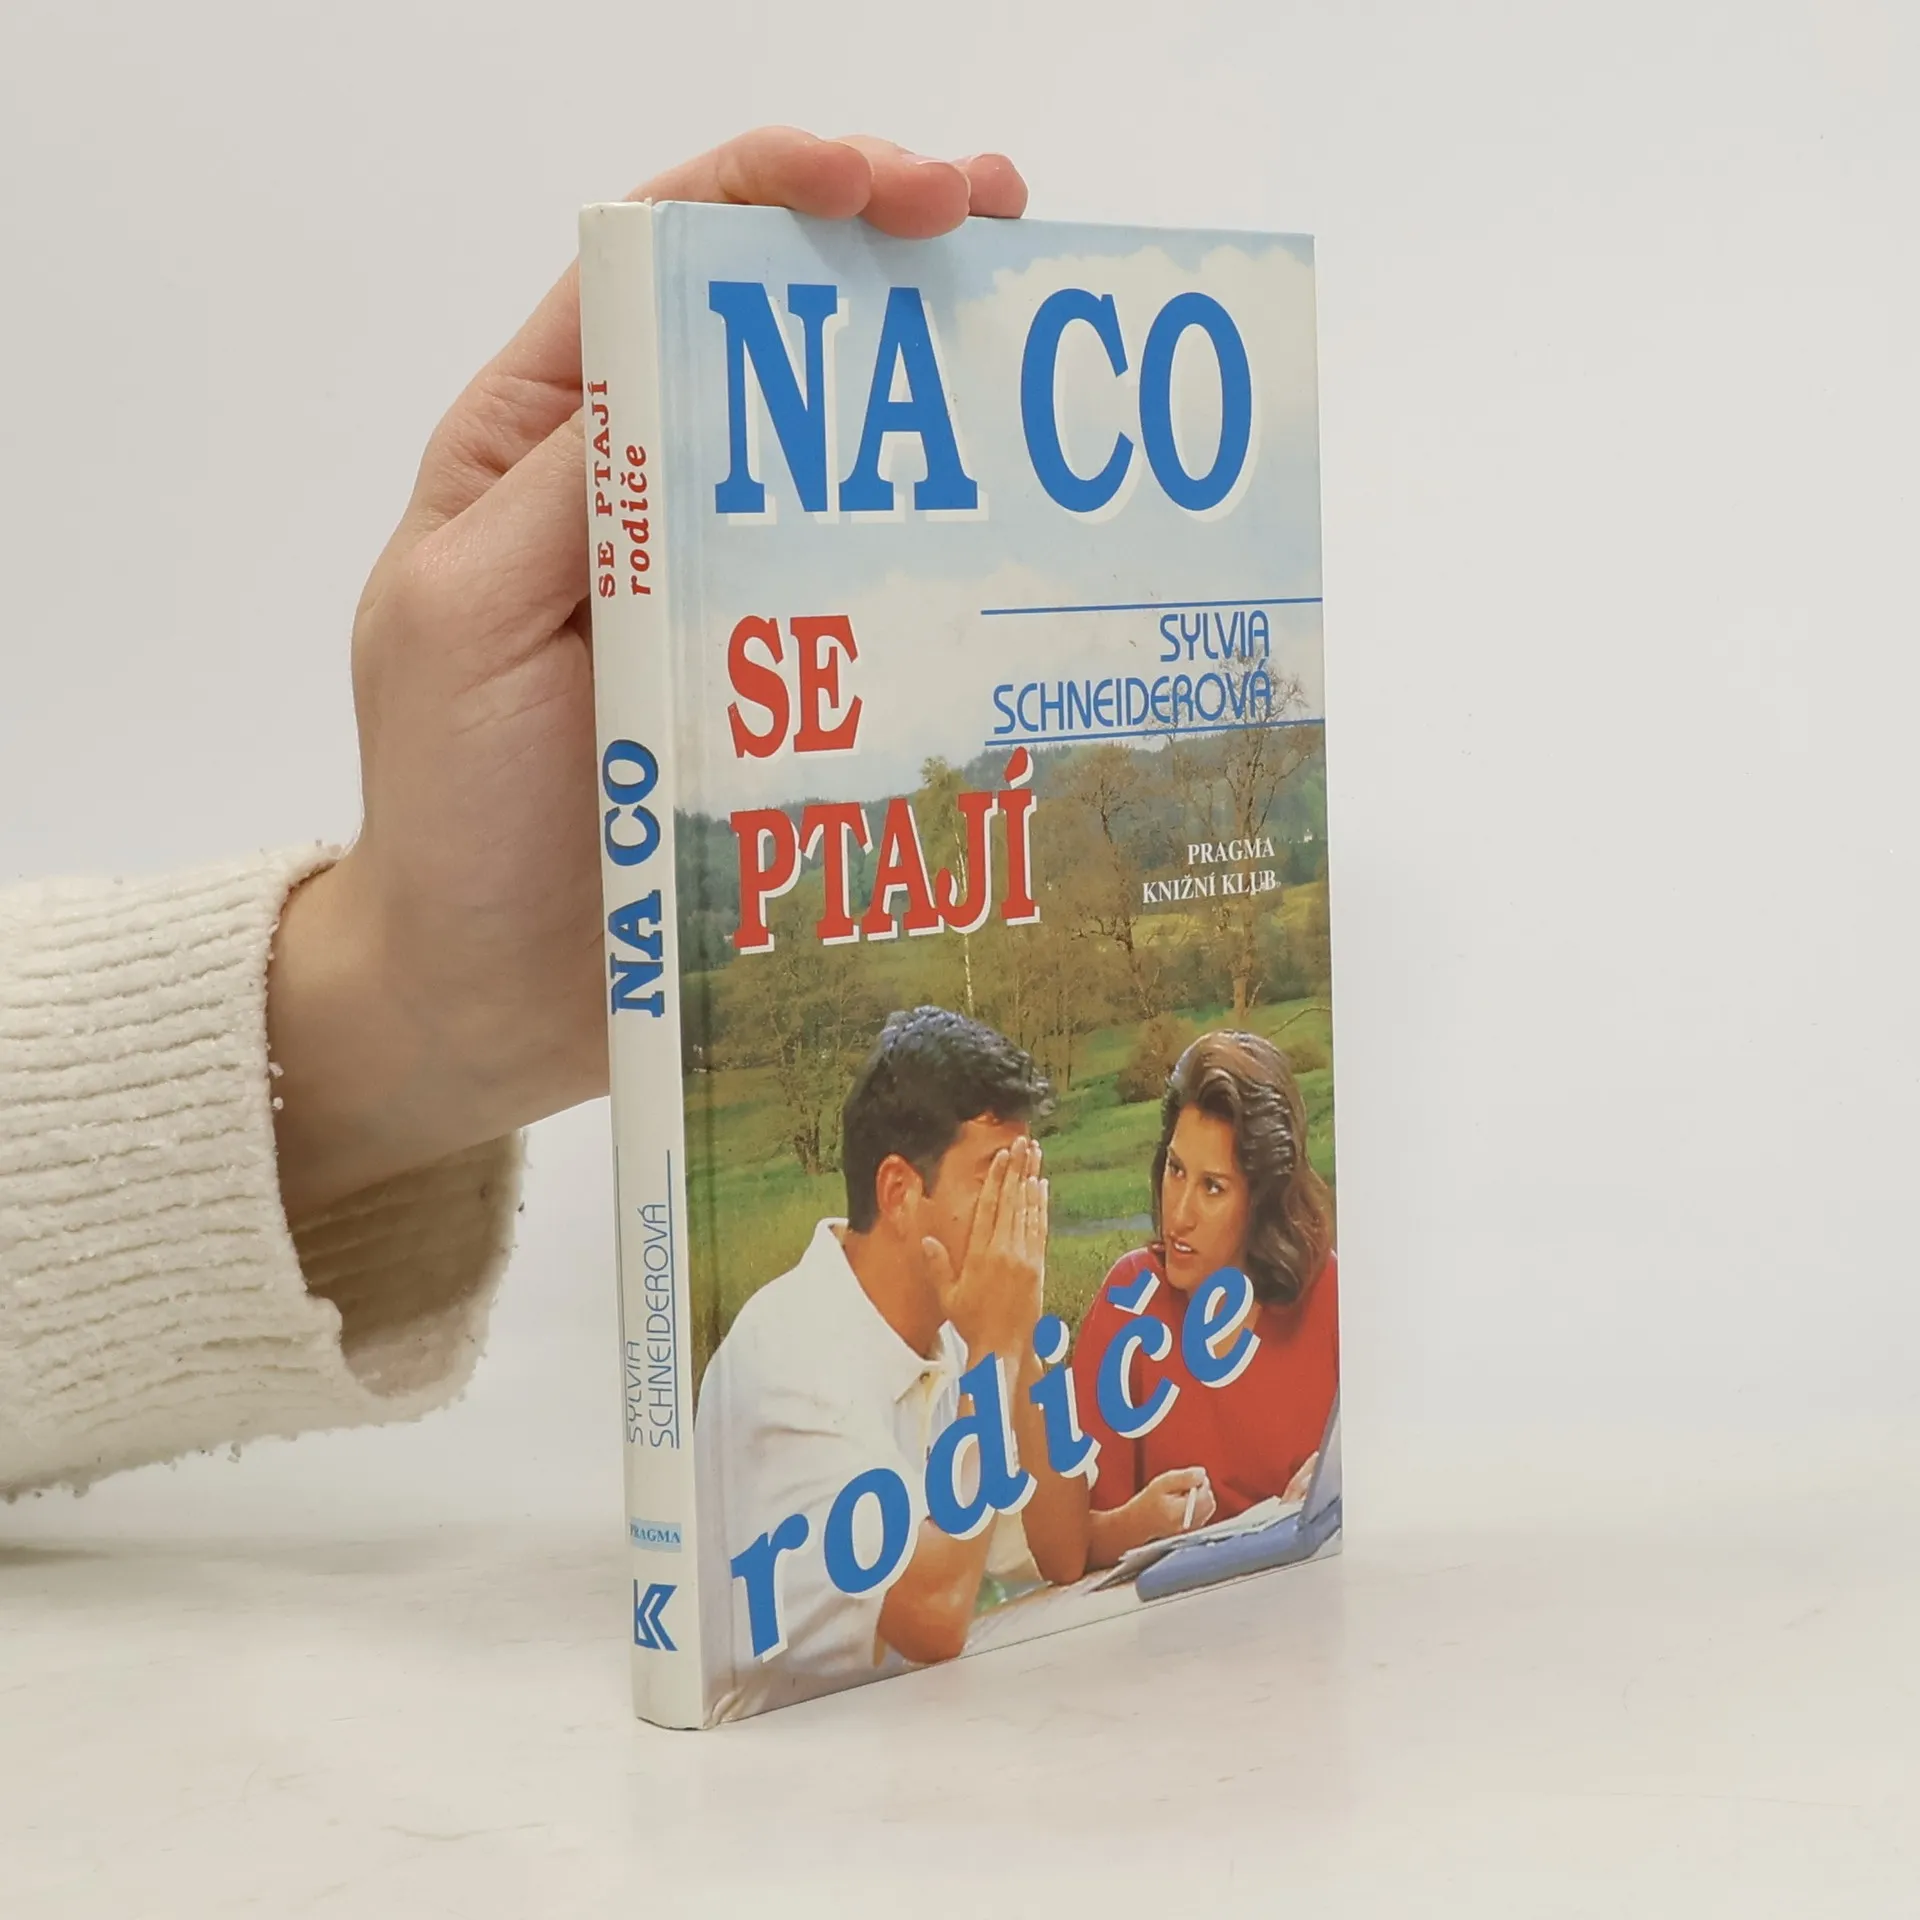 NA CO
SE
PTAJÍ
rodiče
SYLVIA
SCHNEIDEROVÁ
PRAGMA
KNIŽNÍ KLUB
NA CO
SE PTAJÍ
rodiče
SYLVIA
SCHNEIDEROVÁ
PRAGMA